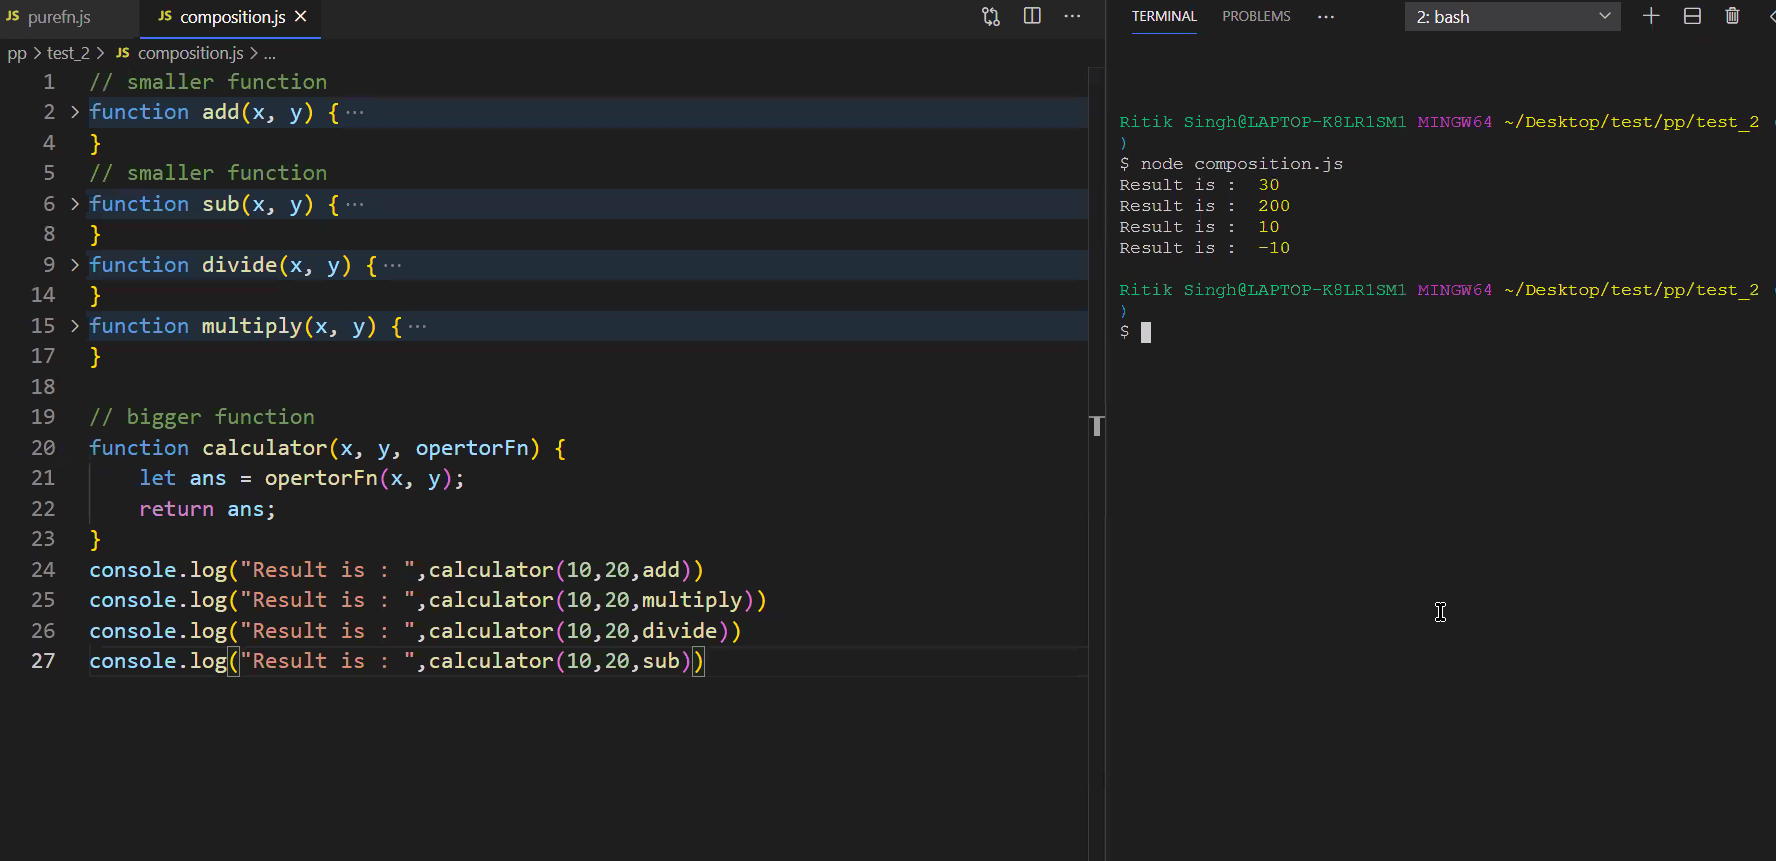 JS purefn.js JS composition.js ×
pp > test_2 > JS composition.js > ...
1 // smaller function
2 > function add(x, y) { ...
4 }
5 // smaller function
6 > function sub(x, y) { ...
8 }
9 > function divide(x, y) { ...
14 }
15 > function multiply(x, y) { ...
17 }
18
19 // bigger function
20 function calculator(x, y, opertorFn) {
21 let ans = opertorFn(x, y);
22 return ans;
23 }
24 console.log("Result is : ",calculator(10,20,add))
25 console.log("Result is : ",calculator(10,20,multiply))
26 console.log("Result is : ",calculator(10,20,divide))
27 console.log("Result is : ",calculator(10,20,sub))
TERMINAL PROBLEMS ... 2: bash
Ritik Singh@LAPTOP-K8LR1SM1 MINGW64 ~/Desktop/test/pp/test_2
)
$ node composition.js
Result is : 30
Result is : 200
Result is : 10
Result is : -10
Ritik Singh@LAPTOP-K8LR1SM1 MINGW64 ~/Desktop/test/pp/test_2
)
$